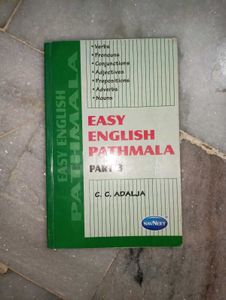 • Verbs
• Pronouns
• Conjunctions
• Adjectives
• Prepositions
• Adverbs
• Nouns
EASY
ENGLISH
PATHMALA
PART 3
C. C. ADALJA
NAVNEET
EASY ENGLISH
PATHMALA